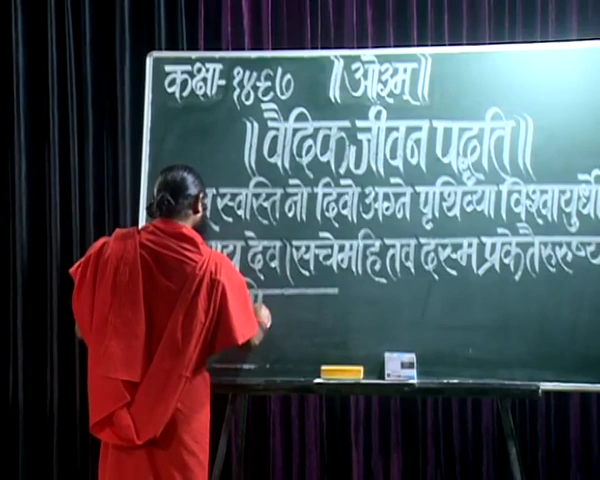 कक्षा-१४६७ ॥ओ३म्॥
॥वैदिक जीवन पद्धति॥
स्वस्ति नो दिवो अग्ने पृथिव्या विश्वायुर्धे
देव। सचेमहि तव दस्म प्रकेतैरुरुष्य